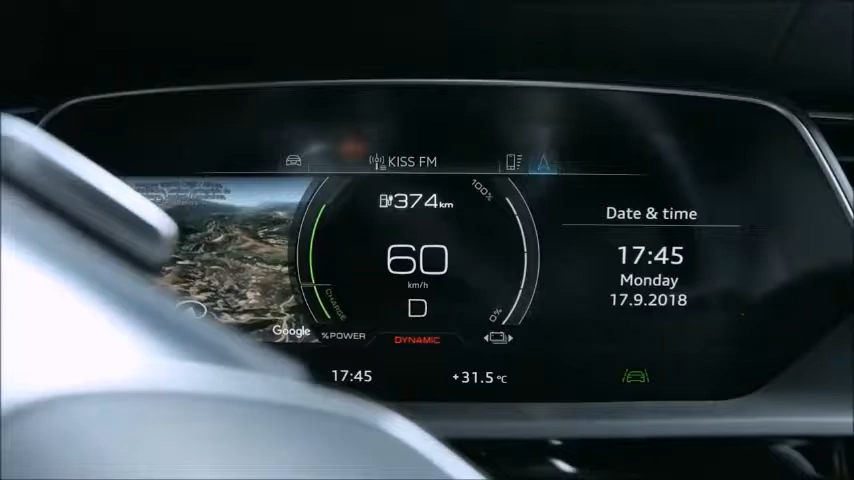 KISS FM
374km
100%
60
km/h
D
CHARGE
0%
Google
%POWER
DYNAMIC
17:45
+31.5 °C
Date & time
17:45
Monday
17.9.2018